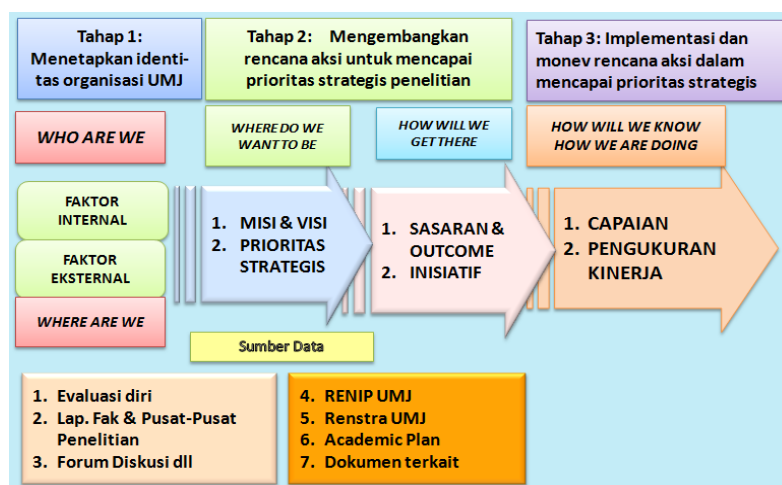 Tahap 1:
Menetapkan identi-
tas organisasi UMJ
Tahap 2: Mengembangkan
rencana aksi untuk mencapai
prioritas strategis penelitian
Tahap 3: Implementasi dan
monev rencana aksi dalam
mencapai prioritas strategis
WHO ARE WE
WHERE DO WE
WANT TO BE
HOW WILL WE
GET THERE
HOW WILL WE KNOW
HOW WE ARE DOING
FAKTOR
INTERNAL
FAKTOR
EKSTERNAL
WHERE ARE WE
1. MISI & VISI
2. PRIORITAS
STRATEGIS
1. SASARAN &
OUTCOME
2. INISIATIF
1. CAPAIAN
2. PENGUKURAN
KINERJA
Sumber Data
1. Evaluasi diri
2. Lap. Fak & Pusat-Pusat
Penelitian
3. Forum Diskusi dll
4. RENIP UMJ
5. Renstra UMJ
6. Academic Plan
7. Dokumen terkait